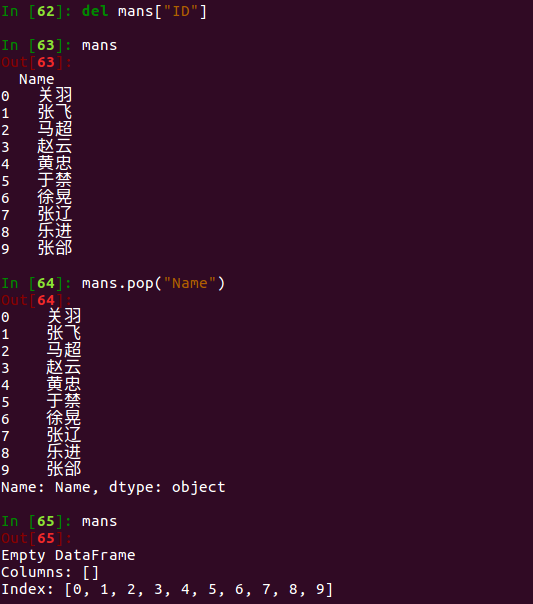 In [62]: del mans["ID"]
In [63]: mans
Out[63]:
Name
0 关羽
1 张飞
2 马超
3 赵云
4 黄忠
5 于禁
6 徐晃
7 张辽
8 乐进
9 张郃
In [64]: mans.pop("Name")
Out[64]:
0 关羽
1 张飞
2 马超
3 赵云
4 黄忠
5 于禁
6 徐晃
7 张辽
8 乐进
9 张郃
Name: Name, dtype: object
In [65]: mans
Out[65]:
Empty DataFrame
Columns: []
Index: [0, 1, 2, 3, 4, 5, 6, 7, 8, 9]